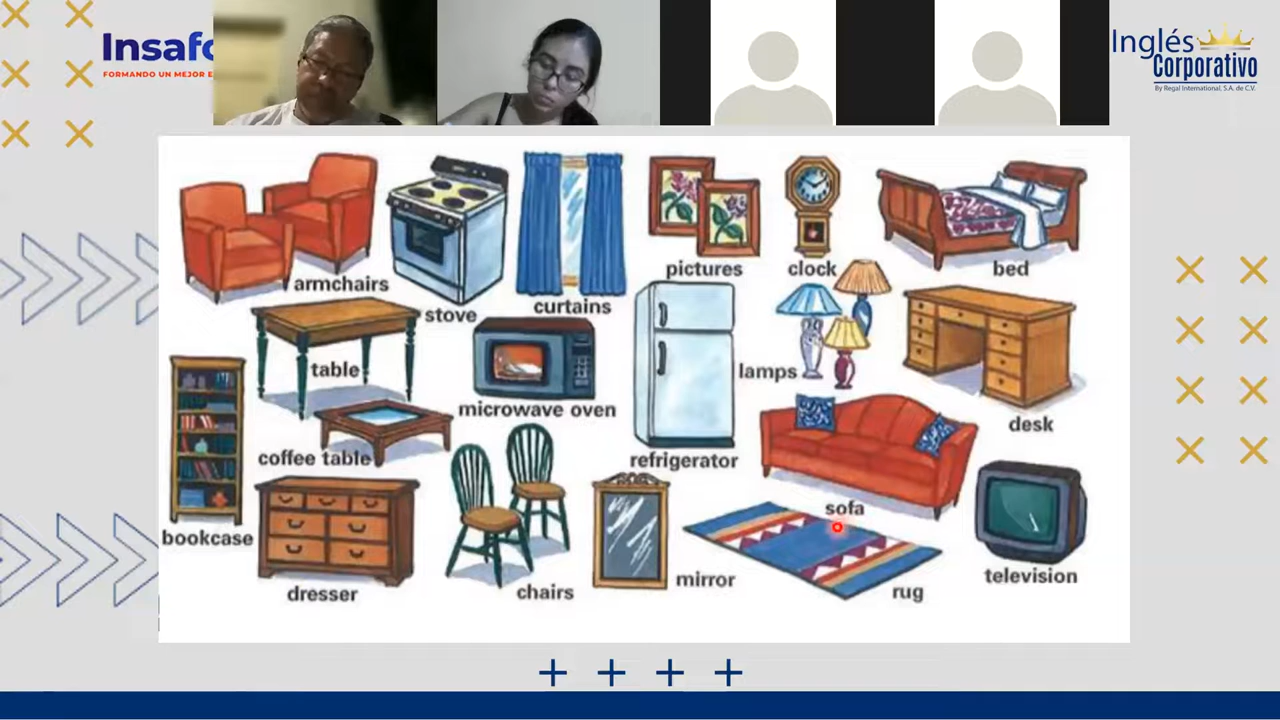 Insafo
FORMANDO UN MEJOR E
Inglés
Corporativo
By Regal International, S.A. de C.V.
armchairs
stove
curtains
pictures
clock
bed
table
microwave oven
lamps
desk
coffee table
refrigerator
sofa
bookcase
dresser
chairs
mirror
rug
television